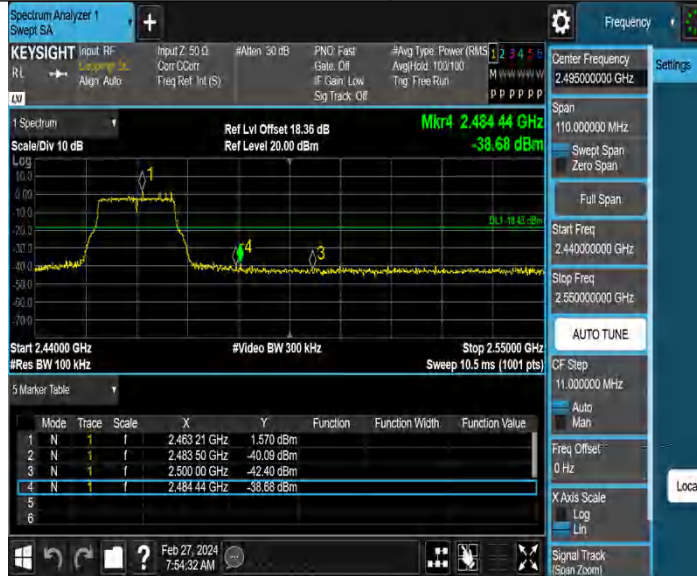 Spectrum Analyzer 1
Swept SA
+
Frequency
KEYSIGHT
RL
Input: RF
Align: Auto
Input Z: 50 Ω
Corr CCorr
Freq Ref: Int (S)
#Atten: 30 dB
PNO: Fast
Gate: Off
IF Gain: Low
Sig Track: Off
#Avg Type: Power (RMS
Avg|Hold: 100/100
Trig: Free Run
1 2 3 4 5 6
M W W W W W
P P P P P P
LXI
1 Spectrum
Scale/Div 10 dB
Ref Lvl Offset 18.36 dB
Ref Level 20.00 dBm
Mkr4 2.484 44 GHz
-38.68 dBm
Log
10.0
0.00
-10.0
-20.0
-30.0
-40.0
-50.0
-60.0
-70.0
1
4
3
DL1 -18.43 dBm
Start 2.44000 GHz
#Res BW 100 kHz
#Video BW 300 kHz
Stop 2.55000 GHz
Sweep 10.5 ms (1001 pts)
5 Marker Table
Mode Trace Scale X Y Function Function Width Function Value
1 N 1 f 2.463 21 GHz 1.570 dBm
2 N 1 f 2.483 50 GHz -40.09 dBm
3 N 1 f 2.500 00 GHz -42.40 dBm
4 N 1 f 2.484 44 GHz -38.68 dBm
5
6
?
Feb 27, 2024
7:54:32 AM
Center Frequency
2.495000000 GHz
Settings
Span
110.000000 MHz
Swept Span
Zero Span
Full Span
Start Freq
2.440000000 GHz
Stop Freq
2.550000000 GHz
AUTO TUNE
CF Step
11.000000 MHz
Auto
Man
Freq Offset
0 Hz
Loca
X Axis Scale
Log
Lin
Signal Track
(Span Zoom)